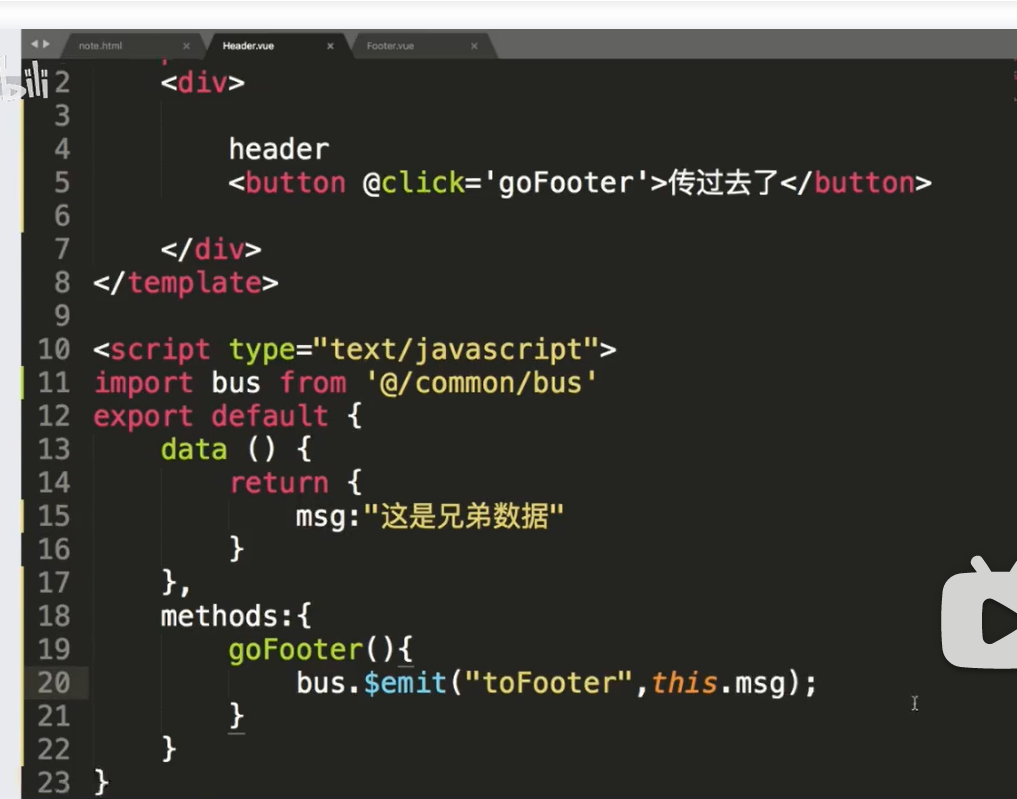 note.html × Header.vue × Footer.vue ×
bili
2 <div>
3
4 header
5 <button @click='goFooter'>传过去了</button>
6
7 </div>
8 </template>
9
10 <script type="text/javascript">
11 import bus from '@/common/bus'
12 export default {
13 data () {
14 return {
15 msg:"这是兄弟数据"
16 }
17 },
18 methods:{
19 goFooter(){
20 bus.$emit("toFooter",this.msg);
21 }
22 }
23 }